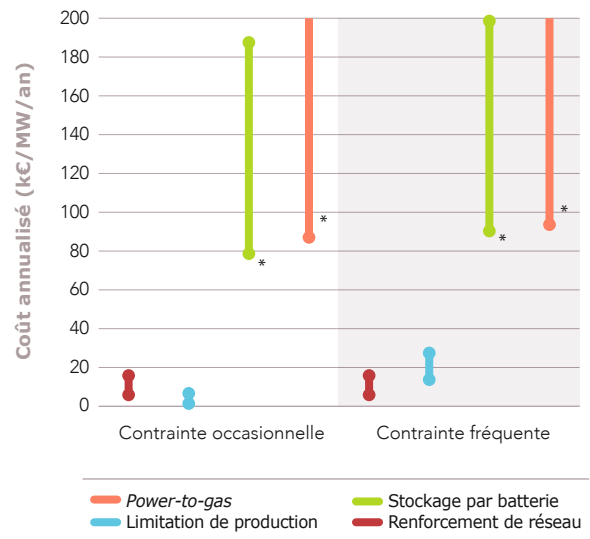 Coût annualisé (k€/MW/an)
200
180
160
140
120
100
80
60
40
20
0
*
*
*
*
Contrainte occasionnelle
Contrainte fréquente
Power-to-gas
Stockage par batterie
Limitation de production
Renforcement de réseau